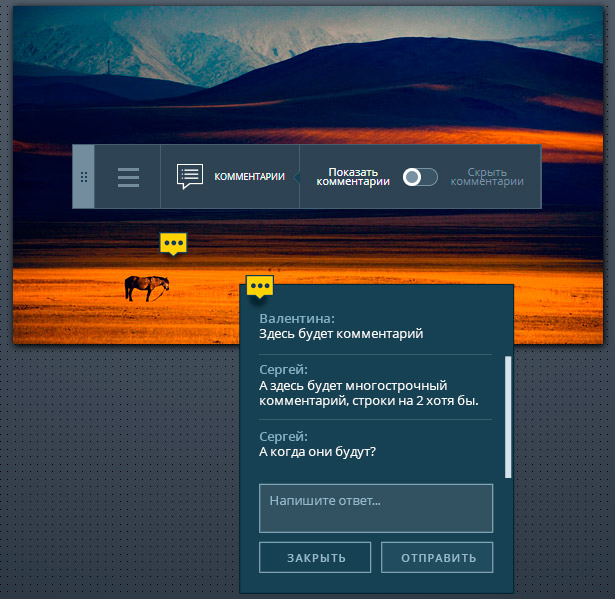 КОММЕНТАРИИ
Показать
комментарии
Скрыть
комментарии
Валентина:
Здесь будет комментарий
Сергей:
А здесь будет многострочный
комментарий, строки на 2 хотя бы.
Сергей:
А когда они будут?
Напишите ответ...
ЗАКРЫТЬ
ОТПРАВИТЬ